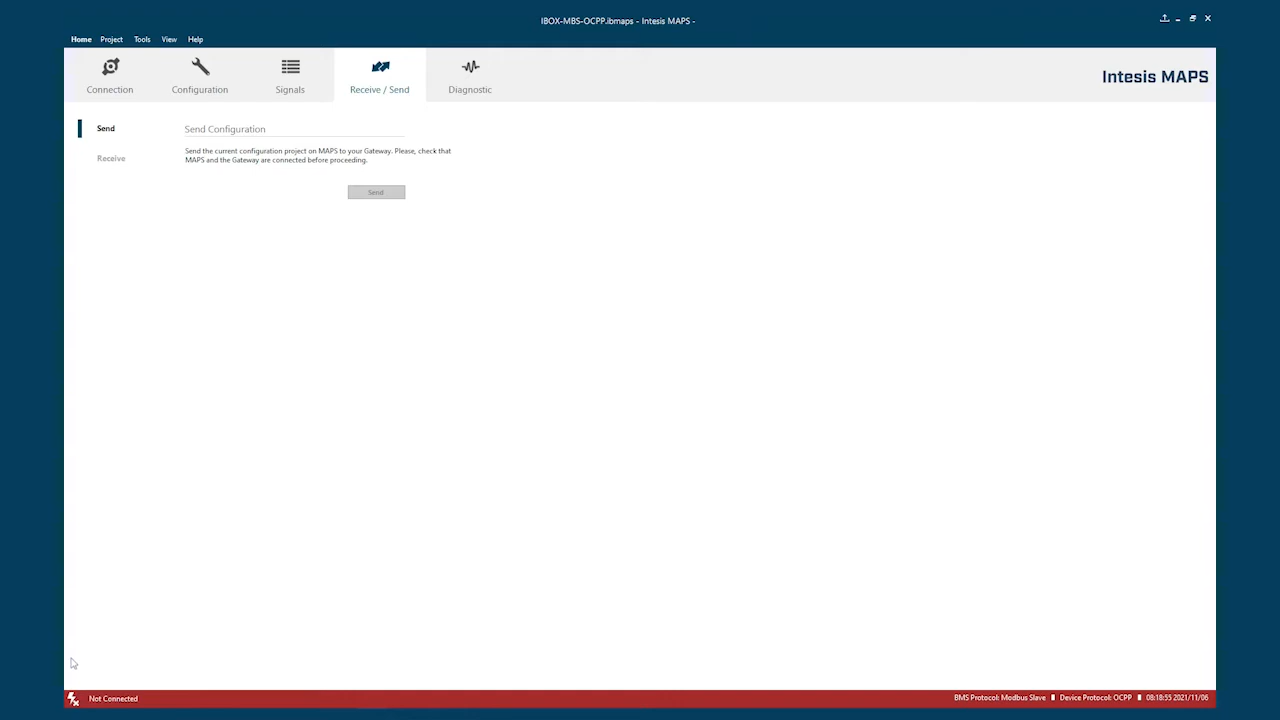 IBOX-MBS-OCPP.ibmaps - Intesis MAPS -
Home Project Tools View Help
Connection Configuration Signals Receive / Send Diagnostic
Intesis MAPS
Send
Receive
Send Configuration
Send the current configuration project on MAPS to your Gateway. Please, check that
MAPS and the Gateway are connected before proceeding.
Send
Not Connected
BMS Protocol: Modbus Slave Device Protocol: OCPP 08:18:55 2021/11/06